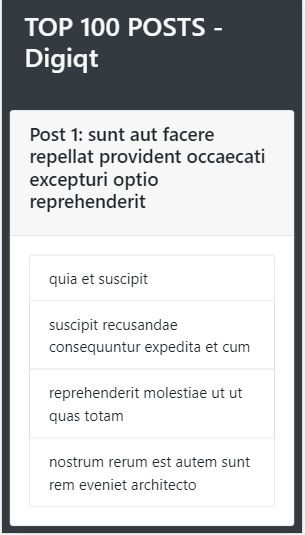 TOP 100 POSTS -
Digiqt
Post 1: sunt aut facere
repellat provident occaecati
excepturi optio
reprehenderit
quia et suscipit
suscipit recusandae
consequuntur expedita et cum
reprehenderit molestiae ut ut
quas totam
nostrum rerum est autem sunt
rem eveniet architecto